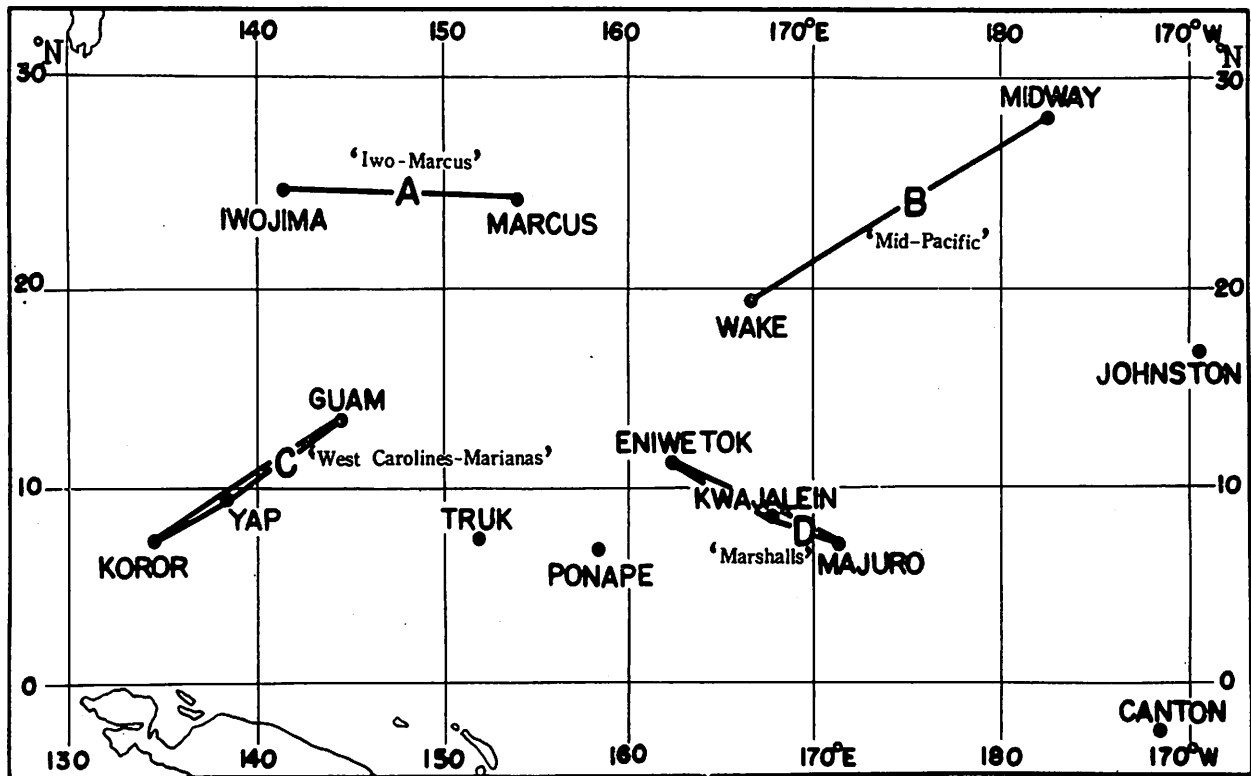 140 150 160 170°E 180 170°W
°N °N
30 30
MIDWAY
‘Iwo-Marcus’
A
B
IWOJIMA
MARCUS
‘Mid-Pacific’
20 20
WAKE
JOHNSTON
GUAM
ENIWETOK
C ‘West Carolines-Marianas’
10 10
KWAJALEIN
YAP
TRUK
D
KOROR
PONAPE
‘Marshalls’
MAJURO
0 0
CANTON
130 140 150 160 170°E 180 170°W